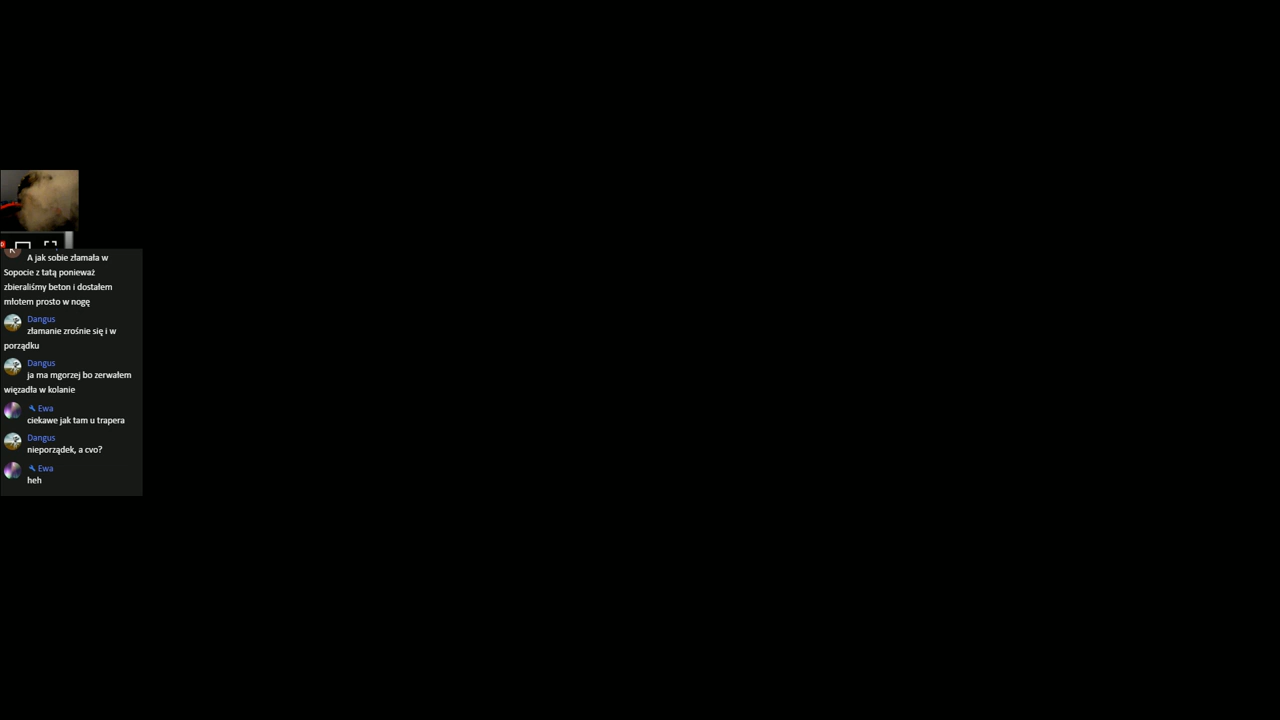 A jak sobie złamała w
Sopocie z tatą ponieważ
zbieraliśmy beton i dostałem
młotem prosto w nogę
Dangus
złamanie zrośnie się i w
porządku
Dangus
ja ma mgorzej bo zerwałem
więzadła w kolanie
Ewa
ciekawe jak tam u trapera
Dangus
nieporządek, a cvo?
Ewa
heh